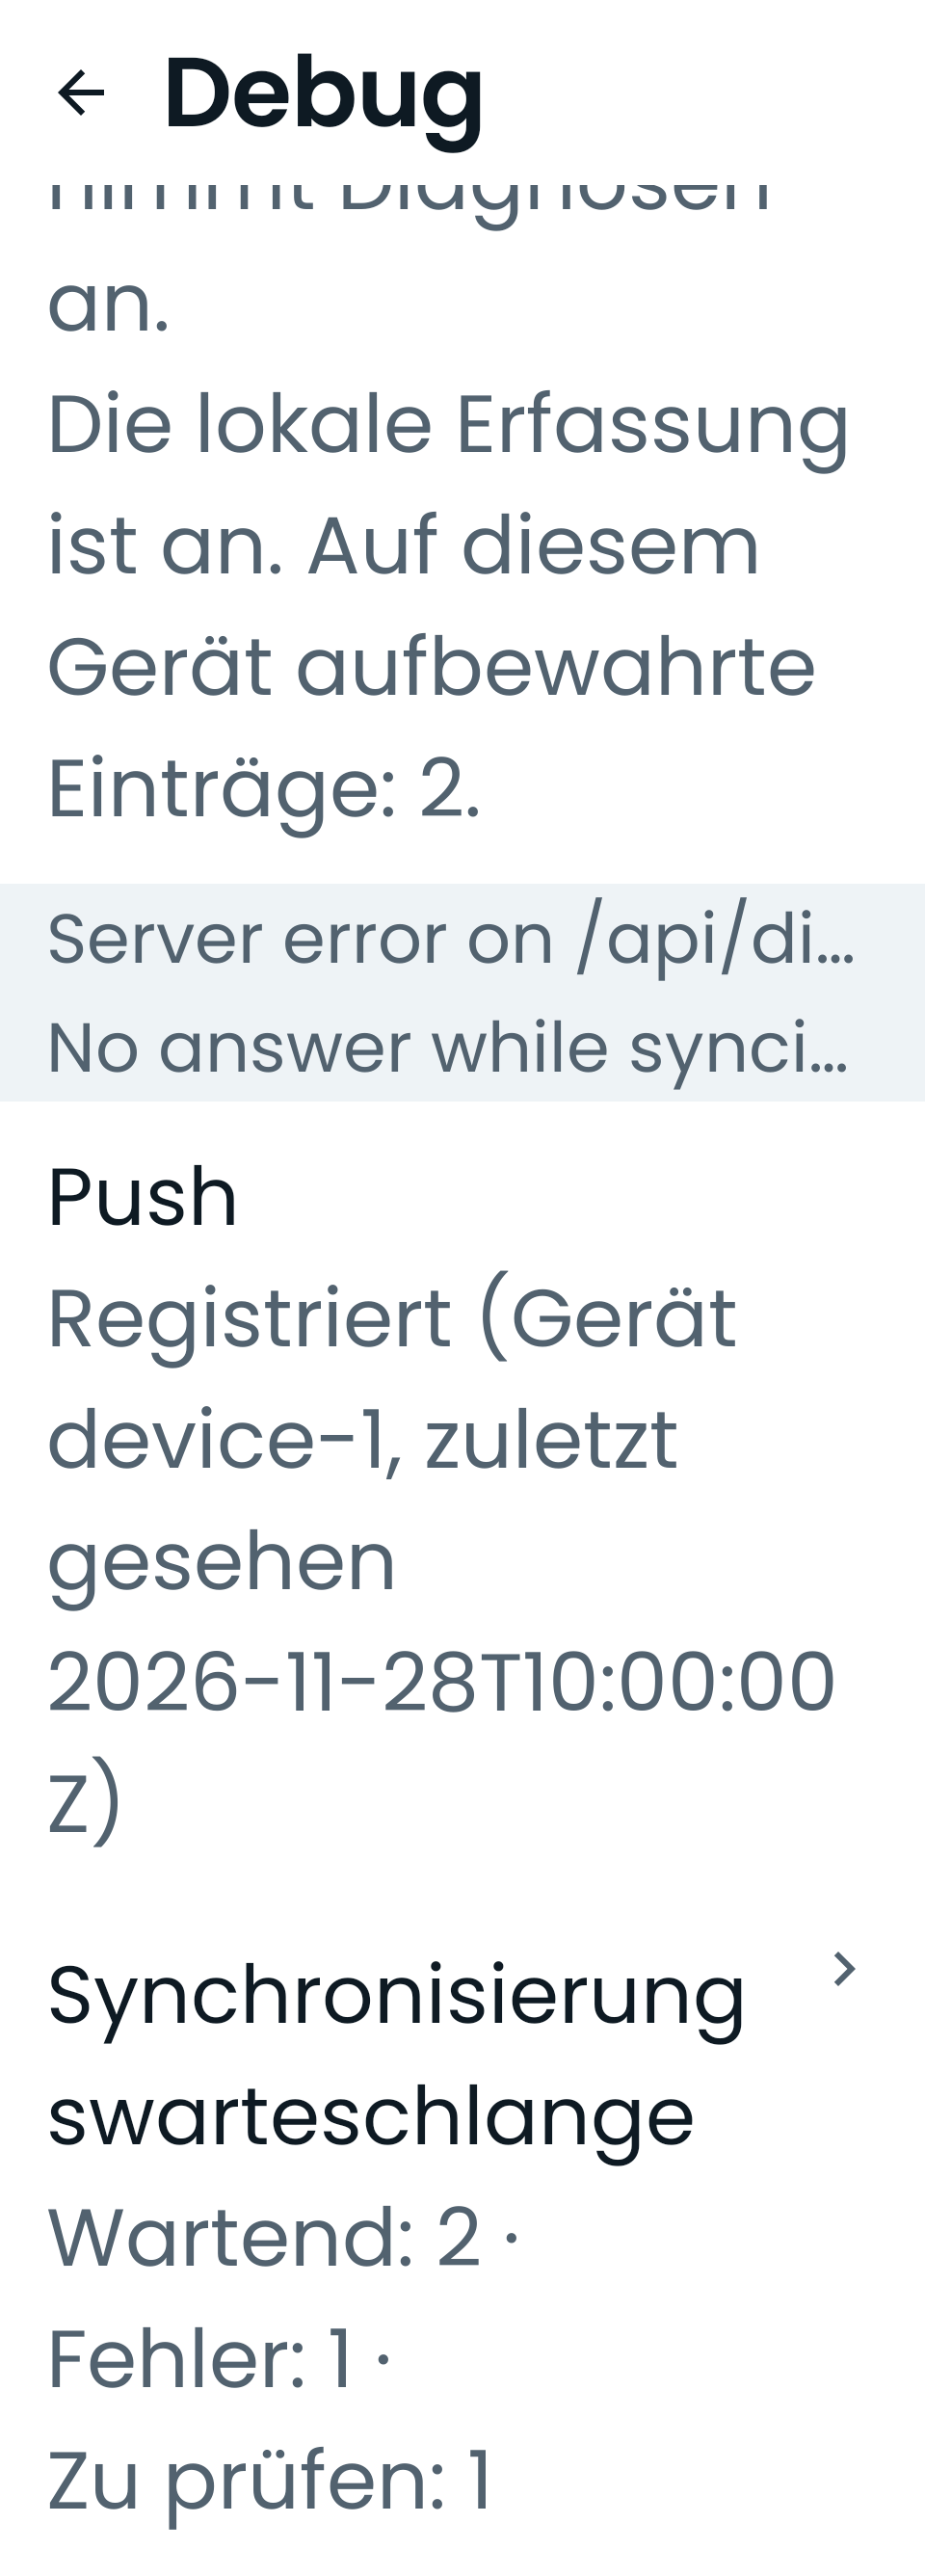 Debug
nimmt Diagnosen
an.
Die lokale Erfassung
ist an. Auf diesem
Gerät aufbewahrte
Einträge: 2.
Server error on /api/di...
No answer while synci...
Push
Registriert (Gerät
device-1, zuletzt
gesehen
2026-11-28T10:00:00
Z)
Synchronisierung
swarteschlange
Wartend: 2 ·
Fehler: 1 ·
Zu prüfen: 1